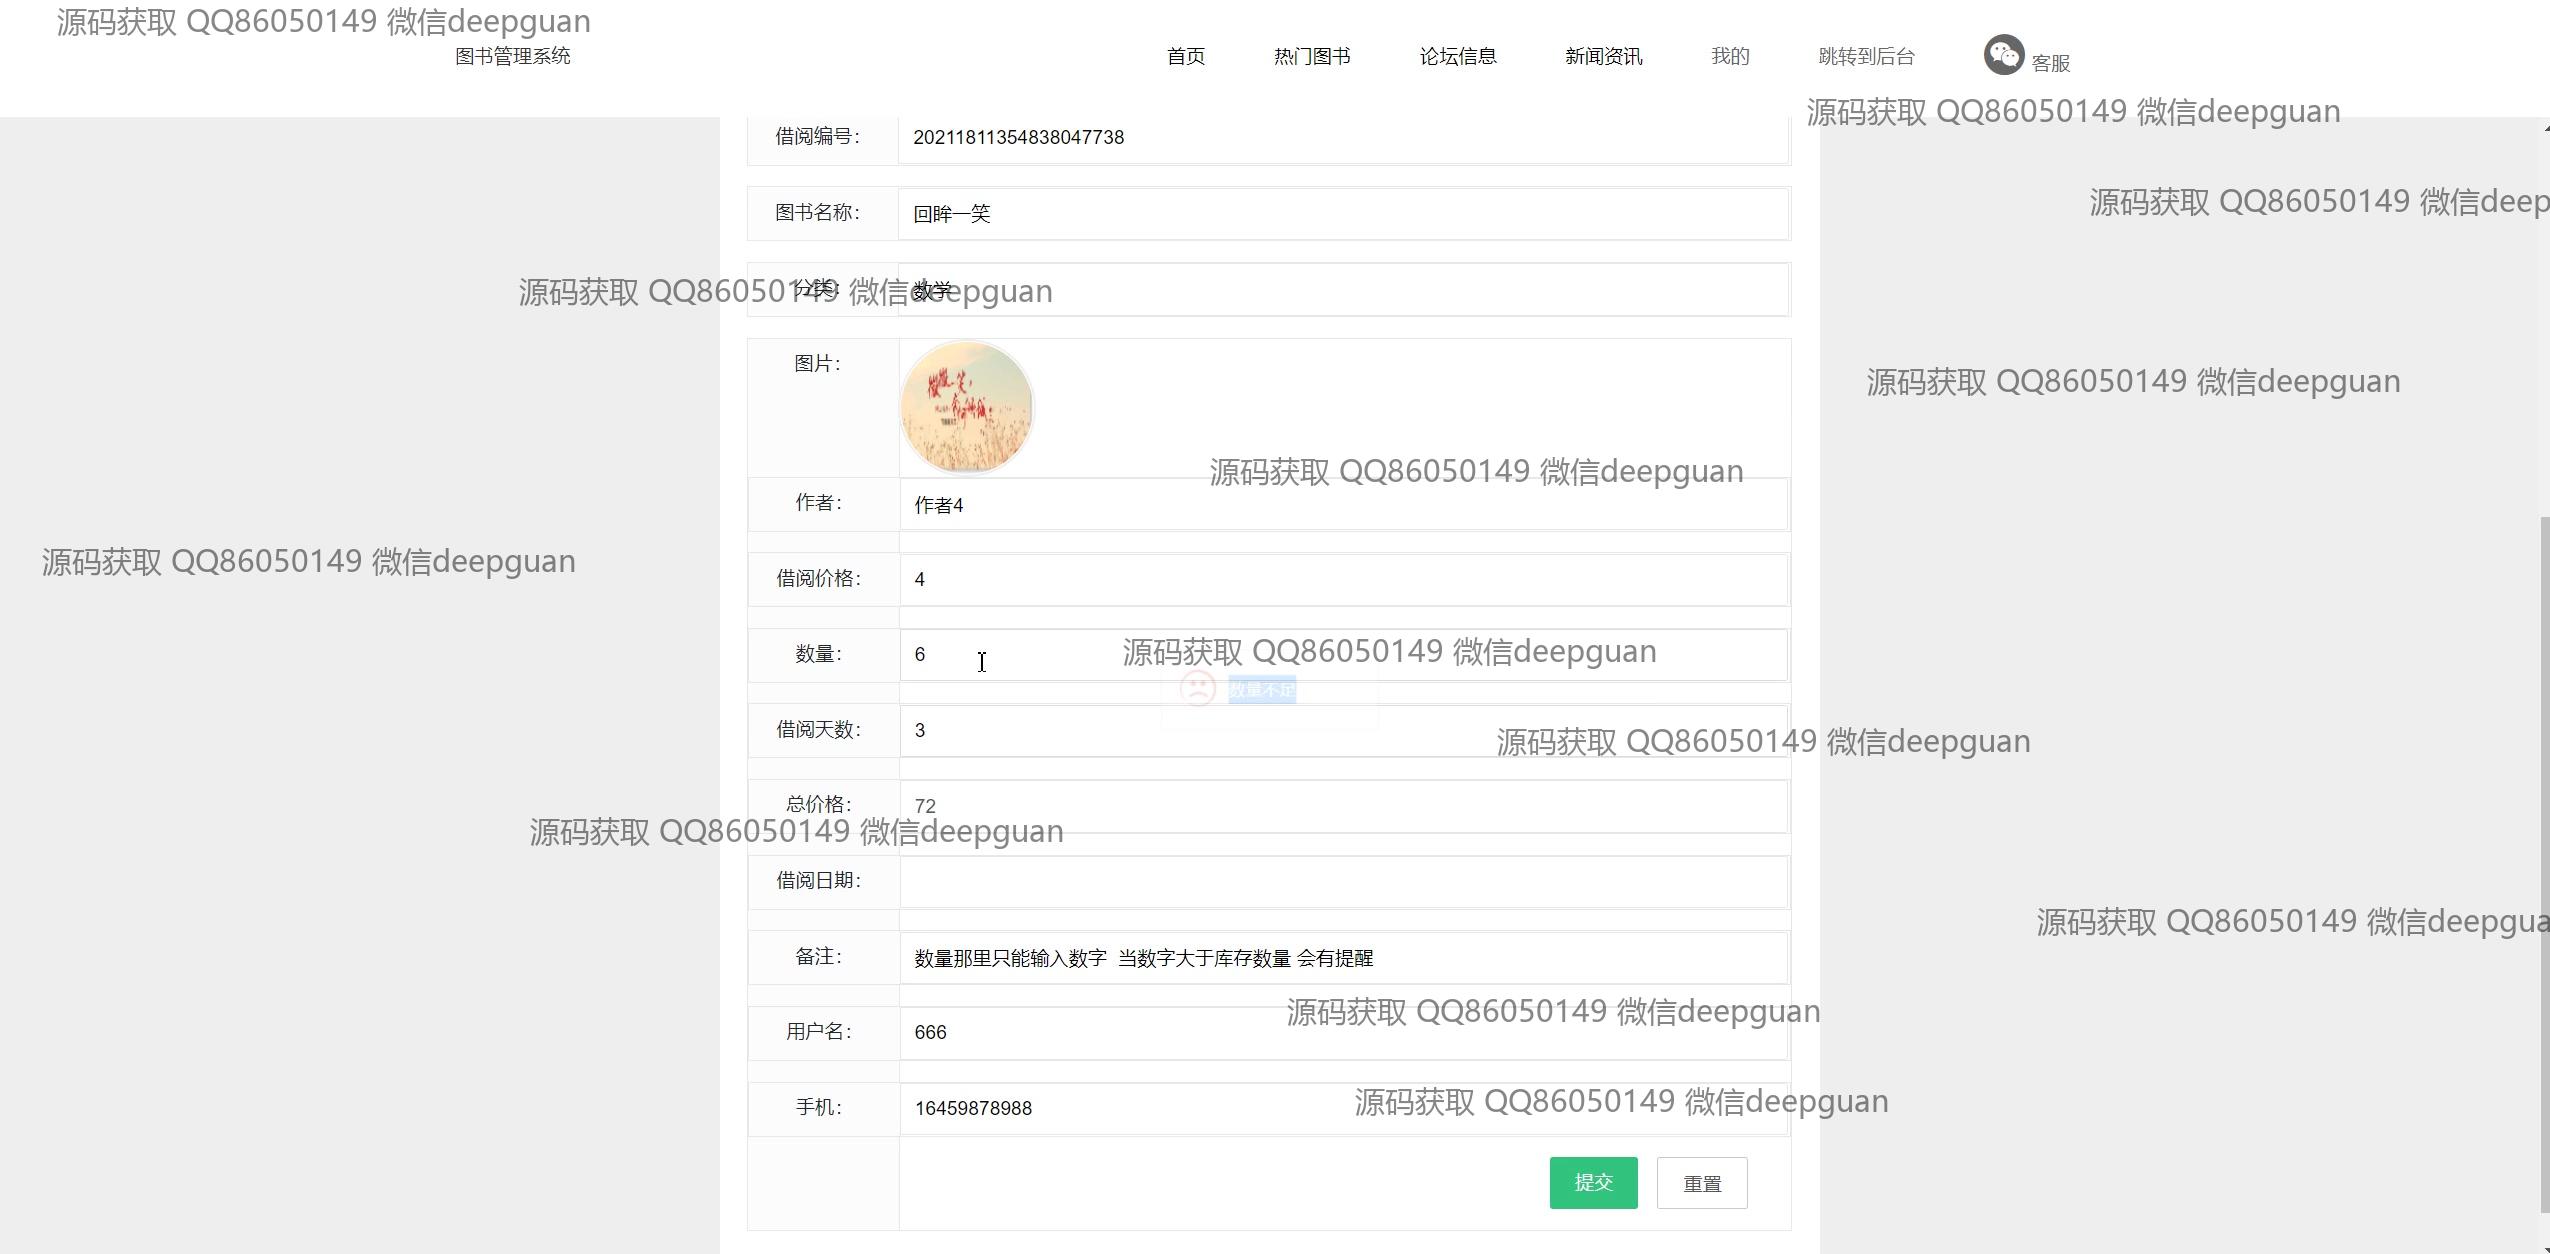 源码获取 QQ86050149 微信deepguan
图书管理系统
首页
热门图书
论坛信息
新闻资讯
我的
跳转到后台
客服
源码获取 QQ86050149 微信deepguan
借阅编号：
20211811354838047738
源码获取 QQ86050149 微信deep
图书名称：
回眸一笑
源码获取 QQ86050149 微信deepguan
分类：
数学
图片：
源码获取 QQ86050149 微信deepguan
源码获取 QQ86050149 微信deepguan
作者：
作者4
源码获取 QQ86050149 微信deepguan
借阅价格：
4
数量：
6
源码获取 QQ86050149 微信deepguan
数量不足
借阅天数：
3
源码获取 QQ86050149 微信deepguan
总价格：
72
源码获取 QQ86050149 微信deepguan
借阅日期：
源码获取 QQ86050149 微信deepgua
备注：
数量那里只能输入数字 当数字大于库存数量 会有提醒
源码获取 QQ86050149 微信deepguan
用户名：
666
手机：
16459878988
源码获取 QQ86050149 微信deepguan
提交
重置